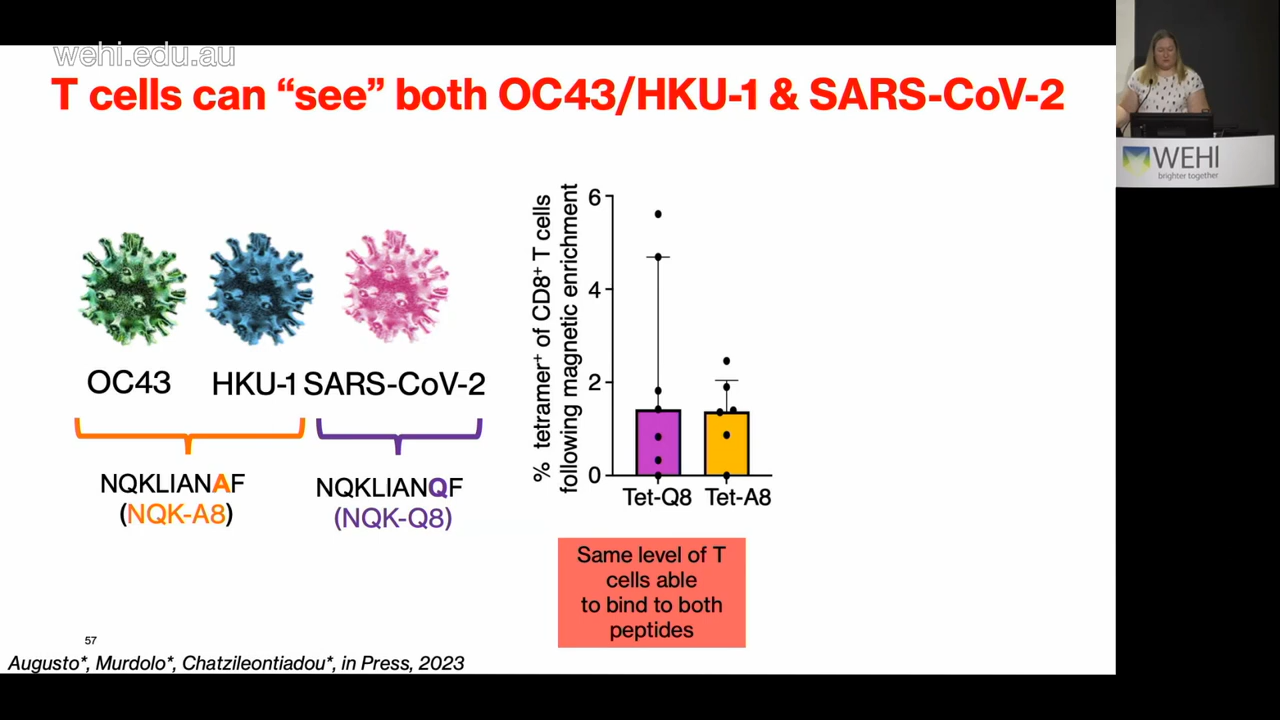 wehi.edu.au
T cells can “see” both OC43/HKU-1 & SARS-CoV-2
WEHI
brighter together
OC43
HKU-1
SARS-CoV-2
NQKLIANAF
(NQK-A8)
NQKLIANQF
(NQK-Q8)
% tetramer⁺ of CD8⁺ T cells
following magnetic enrichment
6
4
2
0
Tet-Q8
Tet-A8
Same level of T
cells able
to bind to both
peptides
57
Augusto*, Murdolo*, Chatzileontiadou*, in Press, 2023